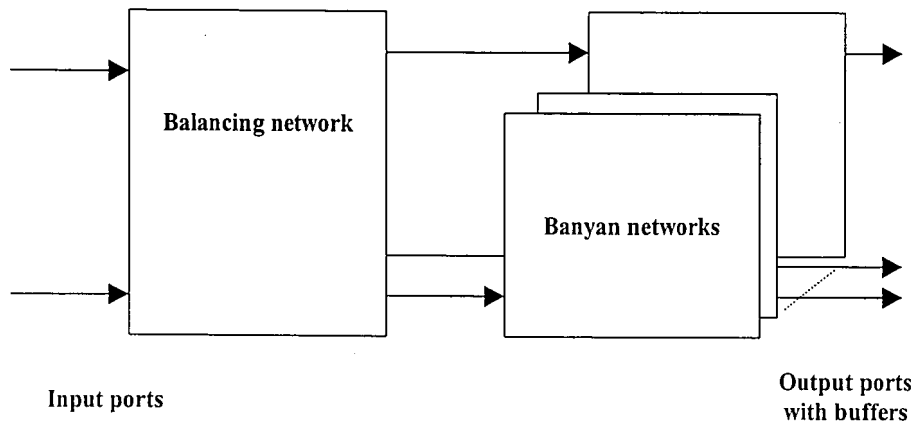 Balancing network
Banyan networks
Input ports
Output ports
with buffers